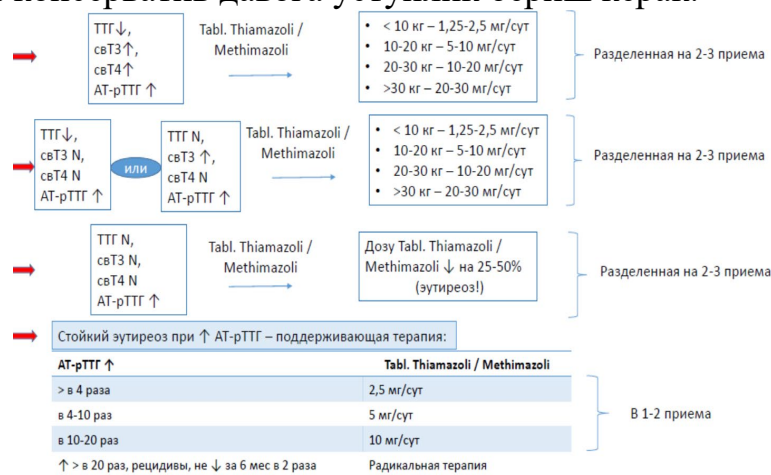 консерватив давога устунлик бериш керак.
ТТГ↓,
свТ3↑,
свТ4↑
АТ-рТТГ ↑
Tabl. Thiamazoli /
Methimazoli
• < 10 кг – 1,25-2,5 мг/сут
• 10-20 кг – 5-10 мг/сут
• 20-30 кг – 10-20 мг/сут
• >30 кг – 20-30 мг/сут
Разделенная на 2-3 приема
ТТГ↓,
свТ3 N,
свТ4 N
АТ-рТТГ ↑
или
ТТГ N,
свТ3 ↑,
свТ4 N
АТ-рТТГ ↑
Tabl. Thiamazoli /
Methimazoli
• < 10 кг – 1,25-2,5 мг/сут
• 10-20 кг – 5-10 мг/сут
• 20-30 кг – 10-20 мг/сут
• >30 кг – 20-30 мг/сут
Разделенная на 2-3 приема
ТТГ N,
свТ3 N,
свТ4 N
АТ-рТТГ ↑
Tabl. Thiamazoli /
Methimazoli
Дозу Tabl. Thiamazoli /
Methimazoli ↓ на 25-50%
(эутиреоз!)
Разделенная на 2-3 приема
Стойкий эутиреоз при ↑ АТ-рТТГ – поддерживающая терапия:
АТ-рТТГ ↑ Tabl. Thiamazoli / Methimazoli
> в 4 раза 2,5 мг/сут
в 4-10 раз 5 мг/сут
в 10-20 раз 10 мг/сут
↑ > в 20 раз, рецидивы, не ↓ за 6 мес в 2 раза Радикальная терапия
В 1-2 приема